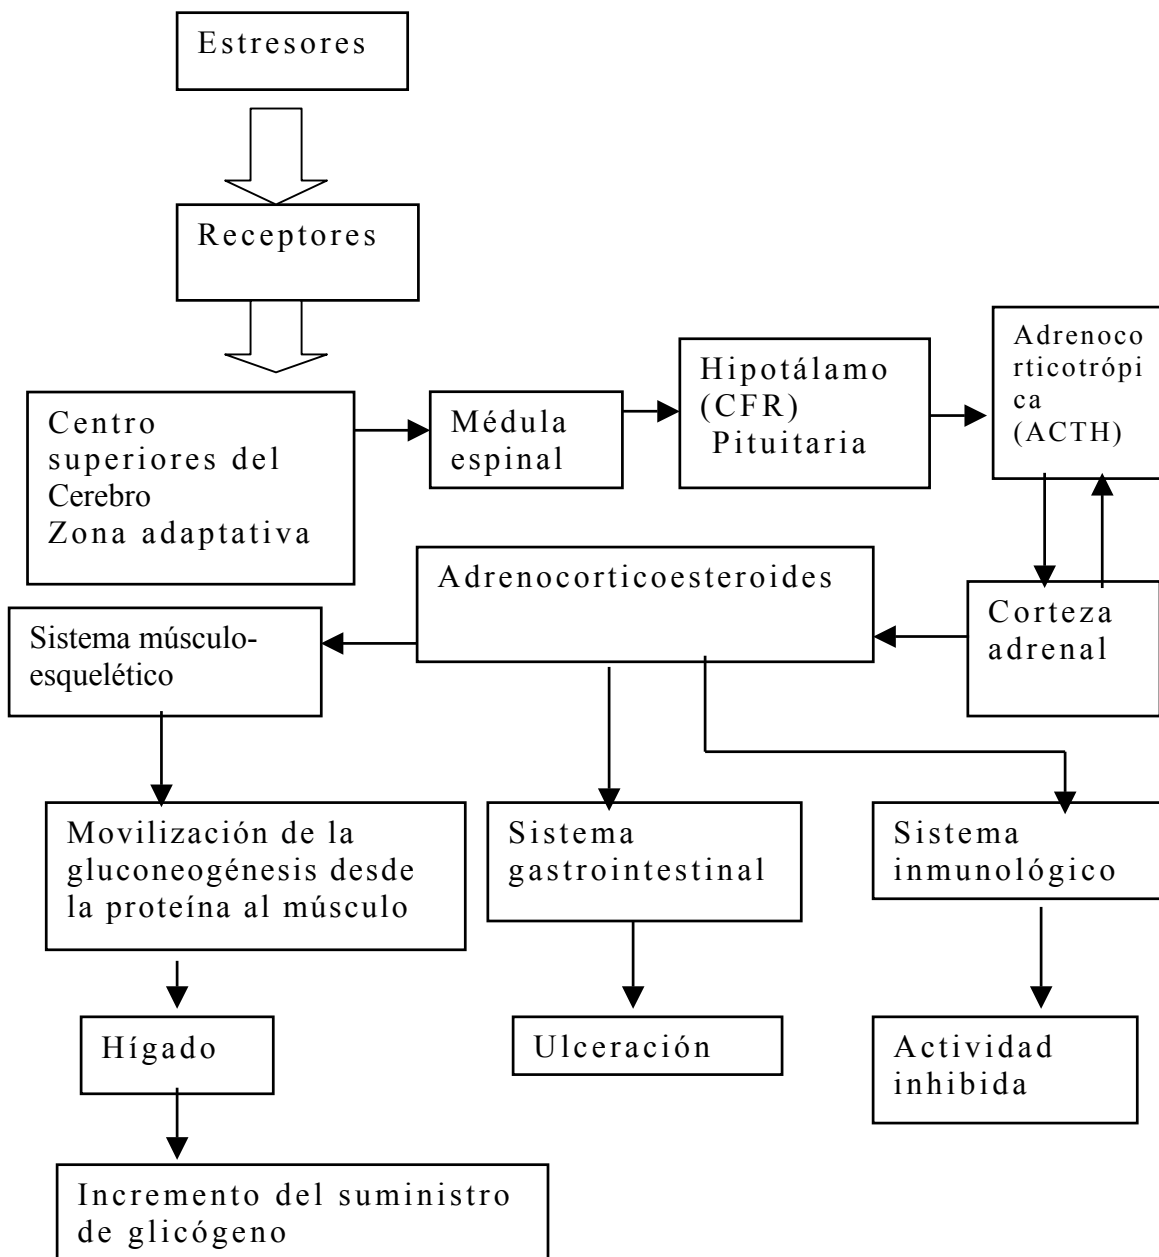 Estresores
Receptores
Centro
superiores del
Cerebro
Zona adaptativa
Médula
espinal
Hipotálamo
(CFR)
Pituitaria
Adrenoco
rticotrópi
ca
(ACTH)
Adrenocorticoesteroides
Corteza
adrenal
Sistema músculo-
esquelético
Movilización de la
gluconeogénesis desde
la proteína al músculo
Sistema
gastrointestinal
Sistema
inmunológico
Hígado
Ulceración
Actividad
inhibida
Incremento del suministro
de glicógeno